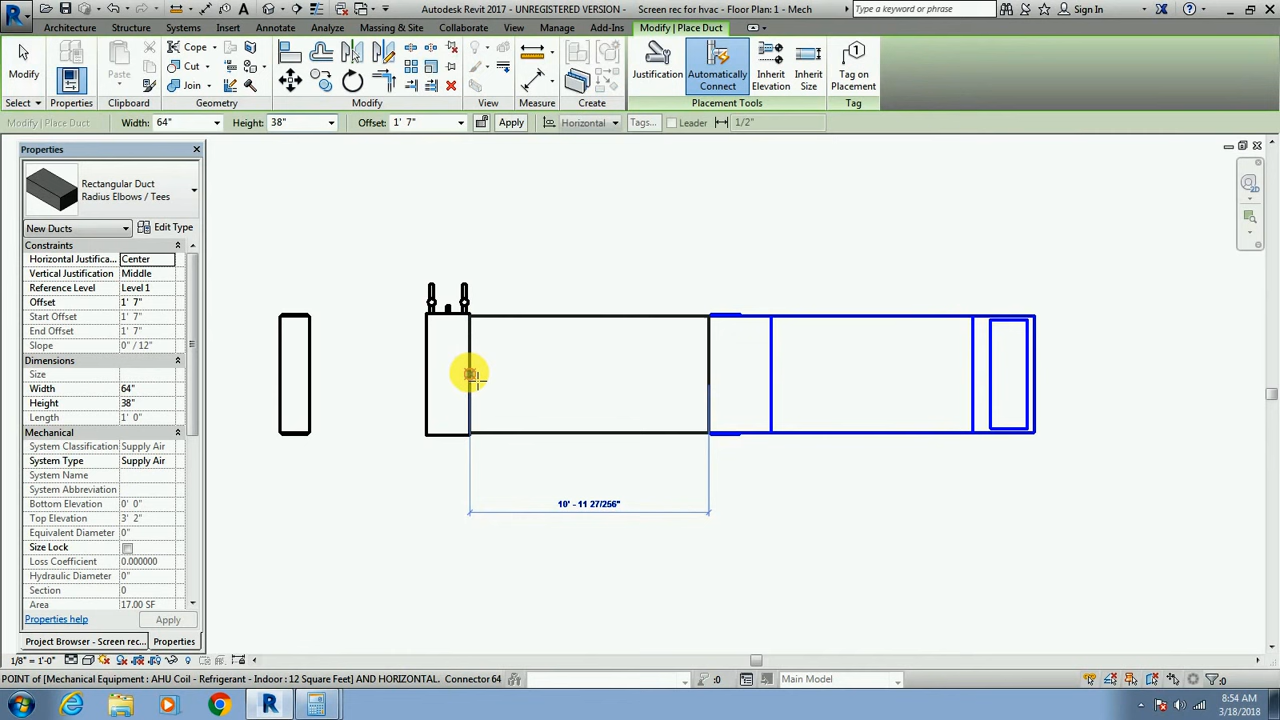 Autodesk Revit 2017 - UNREGISTERED VERSION - Screen rec for hvac - Floor Plan: 1 - Mech
Type a keyword or phrase
Sign In
Architecture Structure Systems Insert Annotate Analyze Massing & Site Collaborate View Manage Add-Ins Modify | Place Duct
Modify Paste Cope Cut Join Justification Automatically Connect Inherit Elevation Inherit Size Tag on Placement
Select Properties Clipboard Geometry Modify View Measure Create Placement Tools Tag
Modify | Place Duct Width: 64" Height: 38" Offset: 1' 7" Apply Horizontal Tags... Leader 1/2"
Properties
Rectangular Duct
Radius Elbows / Tees
New Ducts Edit Type
Constraints
Horizontal Justifica... Center
Vertical Justification Middle
Reference Level Level 1
Offset 1' 7"
Start Offset 1' 7"
End Offset 1' 7"
Slope 0" / 12"
Dimensions
Size
Width 64"
Height 38"
Length 1' 0"
Mechanical
System Classification Supply Air
System Type Supply Air
System Name
System Abbreviation
Bottom Elevation 0' 0"
Top Elevation 3' 2"
Equivalent Diameter 0"
Size Lock
Loss Coefficient 0.000000
Hydraulic Diameter 0"
Section 0
Area 17.00 SF
Properties help Apply
Project Browser - Screen rec... Properties
10' - 11 27/256"
2D
1/8" = 1'-0"
POINT of [Mechanical Equipment : AHU Coil - Refrigerant - Indoor : 12 Square Feet] AND HORIZONTAL. Connector 64 :0 Main Model :0
8:54 AM
3/18/2018